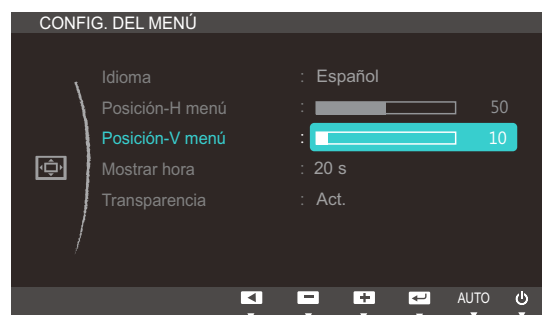 CONFIG. DEL MENÚ
Idioma : Español
Posición-H menú : 50
Posición-V menú : 10
Mostrar hora : 20 s
Transparencia : Act.
AUTO